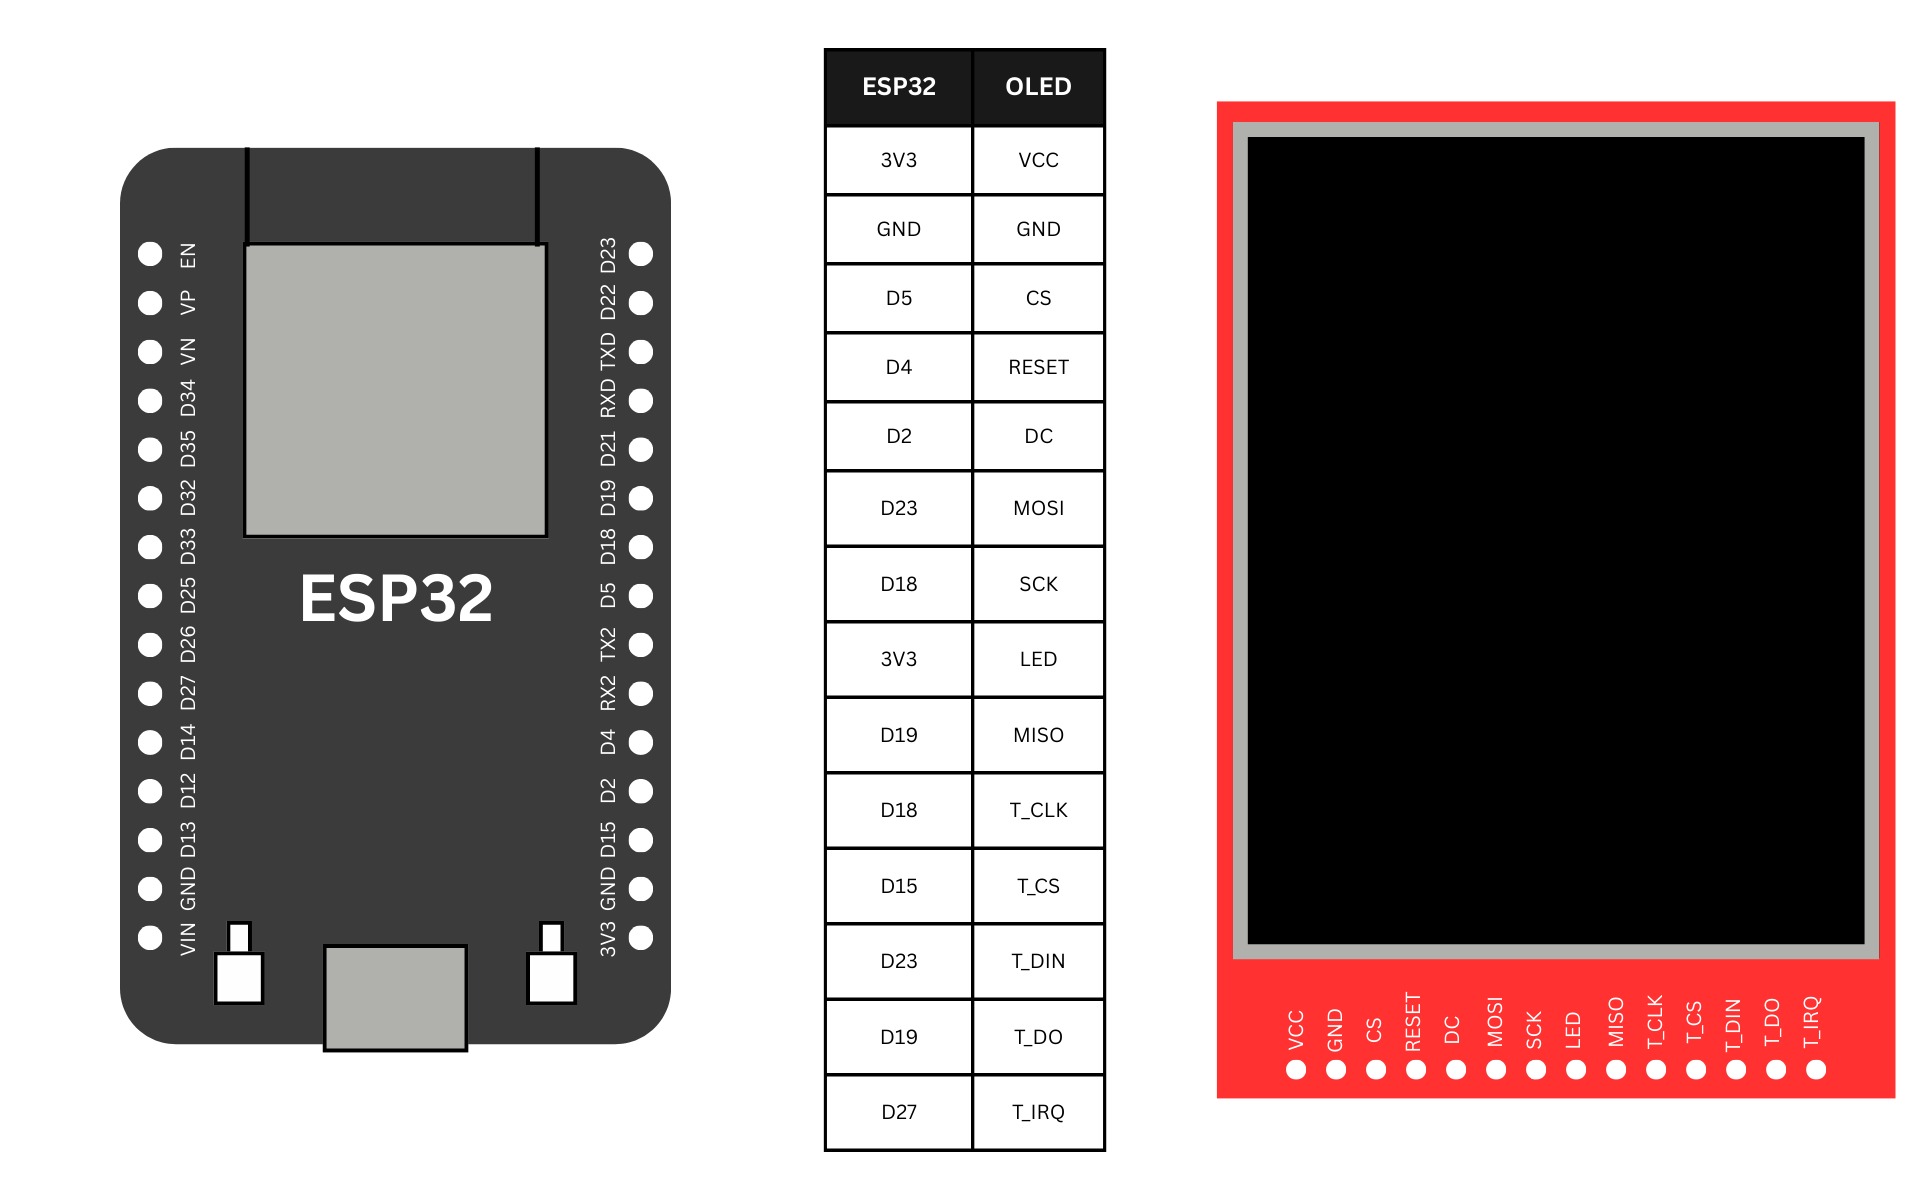 EN
VP
VN
D34
D35
D32
D33
D25
D26
D27
D14
D12
D13
GND
VIN
ESP32
D23
D22
TXD
RXD
D21
D19
D18
D5
TX2
RX2
D4
D2
D15
GND
3V3
ESP32 OLED
3V3 VCC
GND GND
D5 CS
D4 RESET
D2 DC
D23 MOSI
D18 SCK
3V3 LED
D19 MISO
D18 T_CLK
D15 T_CS
D23 T_DIN
D19 T_DO
D27 T_IRQ
VCC
GND
CS
RESET
DC
MOSI
SCK
LED
MISO
T_CLK
T_CS
T_DIN
T_DO
T_IRQ